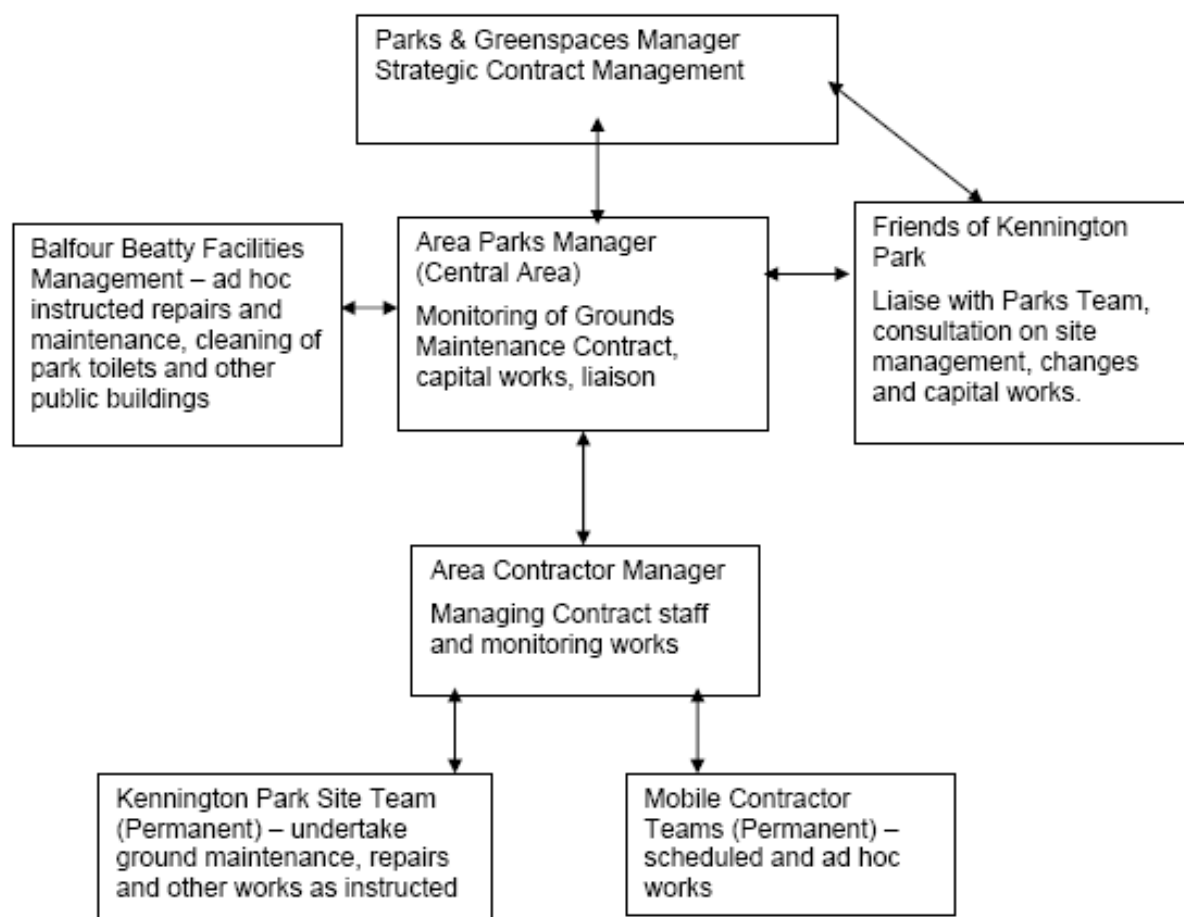 Parks & Greenspaces Manager
Strategic Contract Management
Balfour Beatty Facilities
Management – ad hoc
instructed repairs and
maintenance, cleaning of
park toilets and other
public buildings
Area Parks Manager
(Central Area)
Monitoring of Grounds
Maintenance Contract,
capital works, liaison
Friends of Kennington
Park
Liaise with Parks Team,
consultation on site
management, changes
and capital works.
Area Contractor Manager
Managing Contract staff
and monitoring works
Kennington Park Site Team
(Permanent) – undertake
ground maintenance, repairs
and other works as instructed
Mobile Contractor
Teams (Permanent) –
scheduled and ad hoc
works